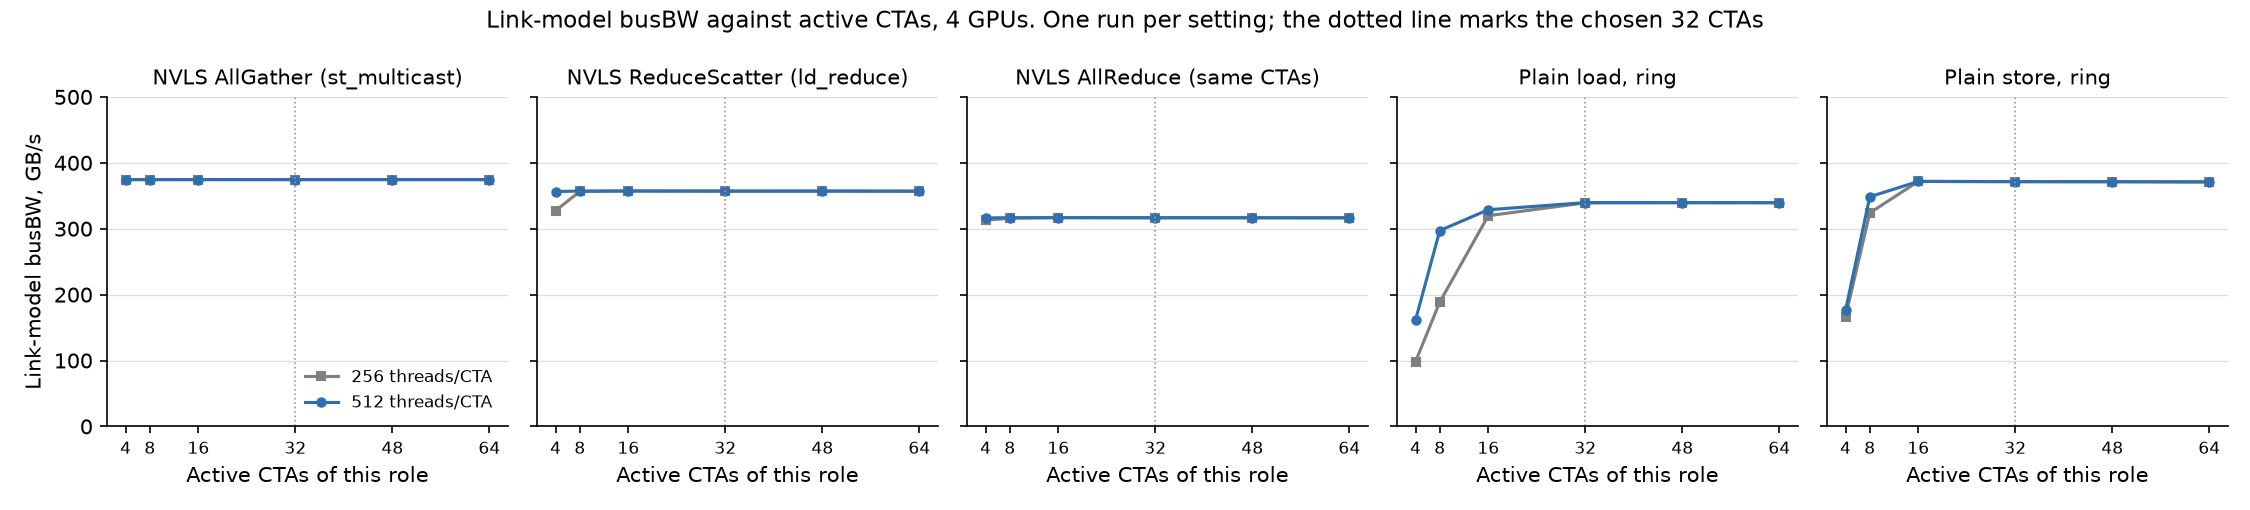 Link-model busBW against active CTAs, 4 GPUs. One run per setting; the dotted line marks the chosen 32 CTAs
NVLS AllGather (st_multicast)
NVLS ReduceScatter (ld_reduce)
NVLS AllReduce (same CTAs)
Plain load, ring
Plain store, ring
Link-model busBW, GB/s
500
400
300
200
100
0
256 threads/CTA
512 threads/CTA
4 8 16 32 48 64
4 8 16 32 48 64
4 8 16 32 48 64
4 8 16 32 48 64
4 8 16 32 48 64
Active CTAs of this role
Active CTAs of this role
Active CTAs of this role
Active CTAs of this role
Active CTAs of this role